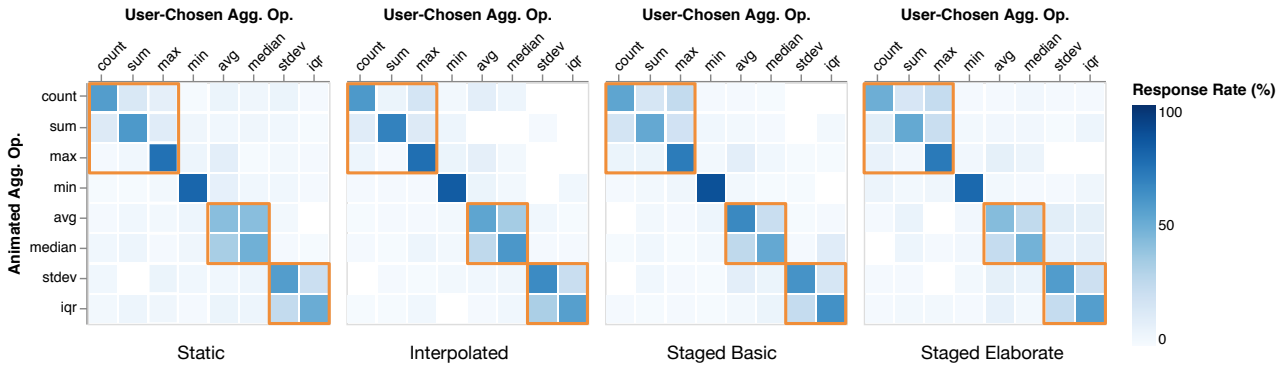 User-Chosen Agg. Op. User-Chosen Agg. Op. User-Chosen Agg. Op. User-Chosen Agg. Op.
count sum max min avg median stdev iqr count sum max min avg median stdev iqr count sum max min avg median stdev iqr count sum max min avg median stdev iqr
Response Rate (%)
Animated Agg. Op.
count
sum
max
min
avg
median
stdev
iqr
100
50
0
Static Interpolated Staged Basic Staged Elaborate